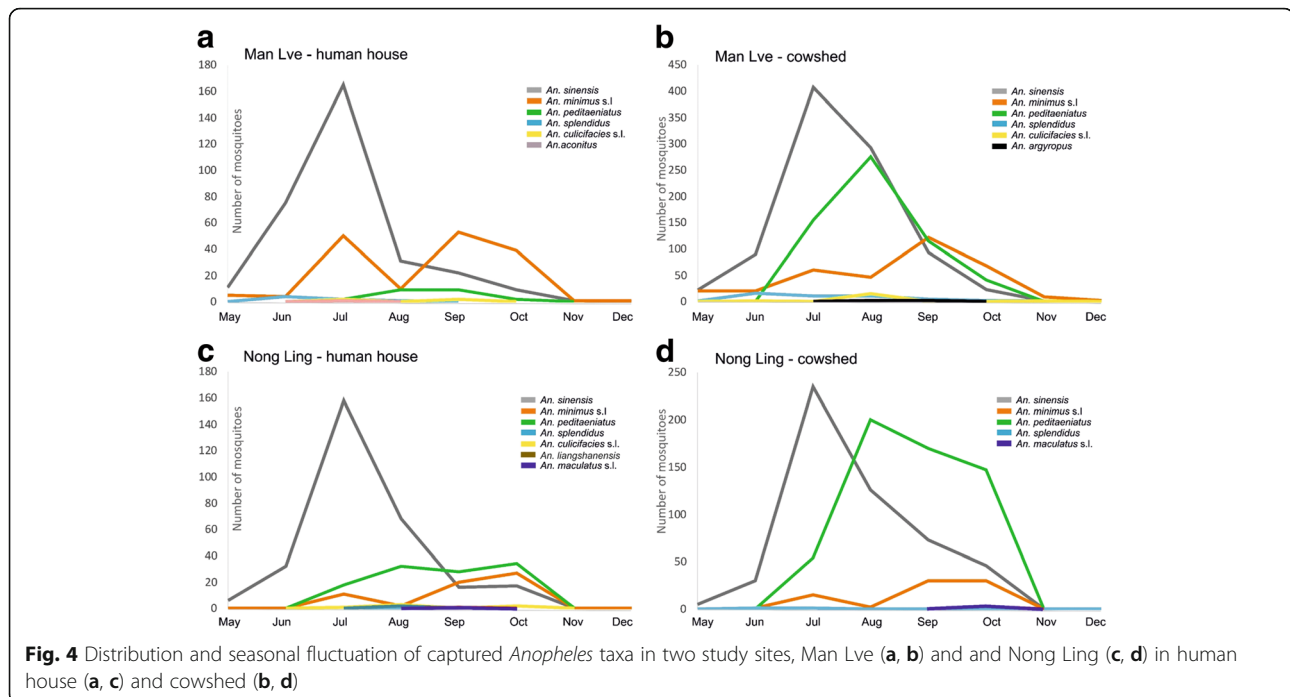 a
Man Lve - human house
180
160
140
120
100
80
60
40
20
0
Number of mosquitoes
An. sinensis
An. minimus s.l
An. peditaeniatus
An. splendidus
An. culicifacies s.l.
An.aconitus
May Jun Jul Aug Sep Oct Nov Dec
b
Man Lve - cowshed
450
400
350
300
250
200
150
100
50
0
Number of mosquitoes
An. sinensis
An. minimus s.l
An. peditaeniatus
An. splendidus
An. culicifacies s.l.
An. argyropus
May Jun Jul Aug Sep Oct Nov Dec
c
Nong Ling - human house
180
160
140
120
100
80
60
40
20
0
Number of mosquitoes
An. sinensis
An. minimus s.l
An. peditaeniatus
An. splendidus
An. culicifacies s.l.
An. liangshanensis
An. maculatus s.l.
May Jun Jul Aug Sep Oct Nov Dec
d
Nong Ling - cowshed
250
200
150
100
50
0
Number of mosquitoes
An. sinensis
An. minimus s.l
An. peditaeniatus
An. splendidus
An. maculatus s.l.
May Jun Jul Aug Sep Oct Nov Dec
Fig. 4 Distribution and seasonal fluctuation of captured Anopheles taxa in two study sites, Man Lve (a, b) and and Nong Ling (c, d) in human
house (a, c) and cowshed (b, d)